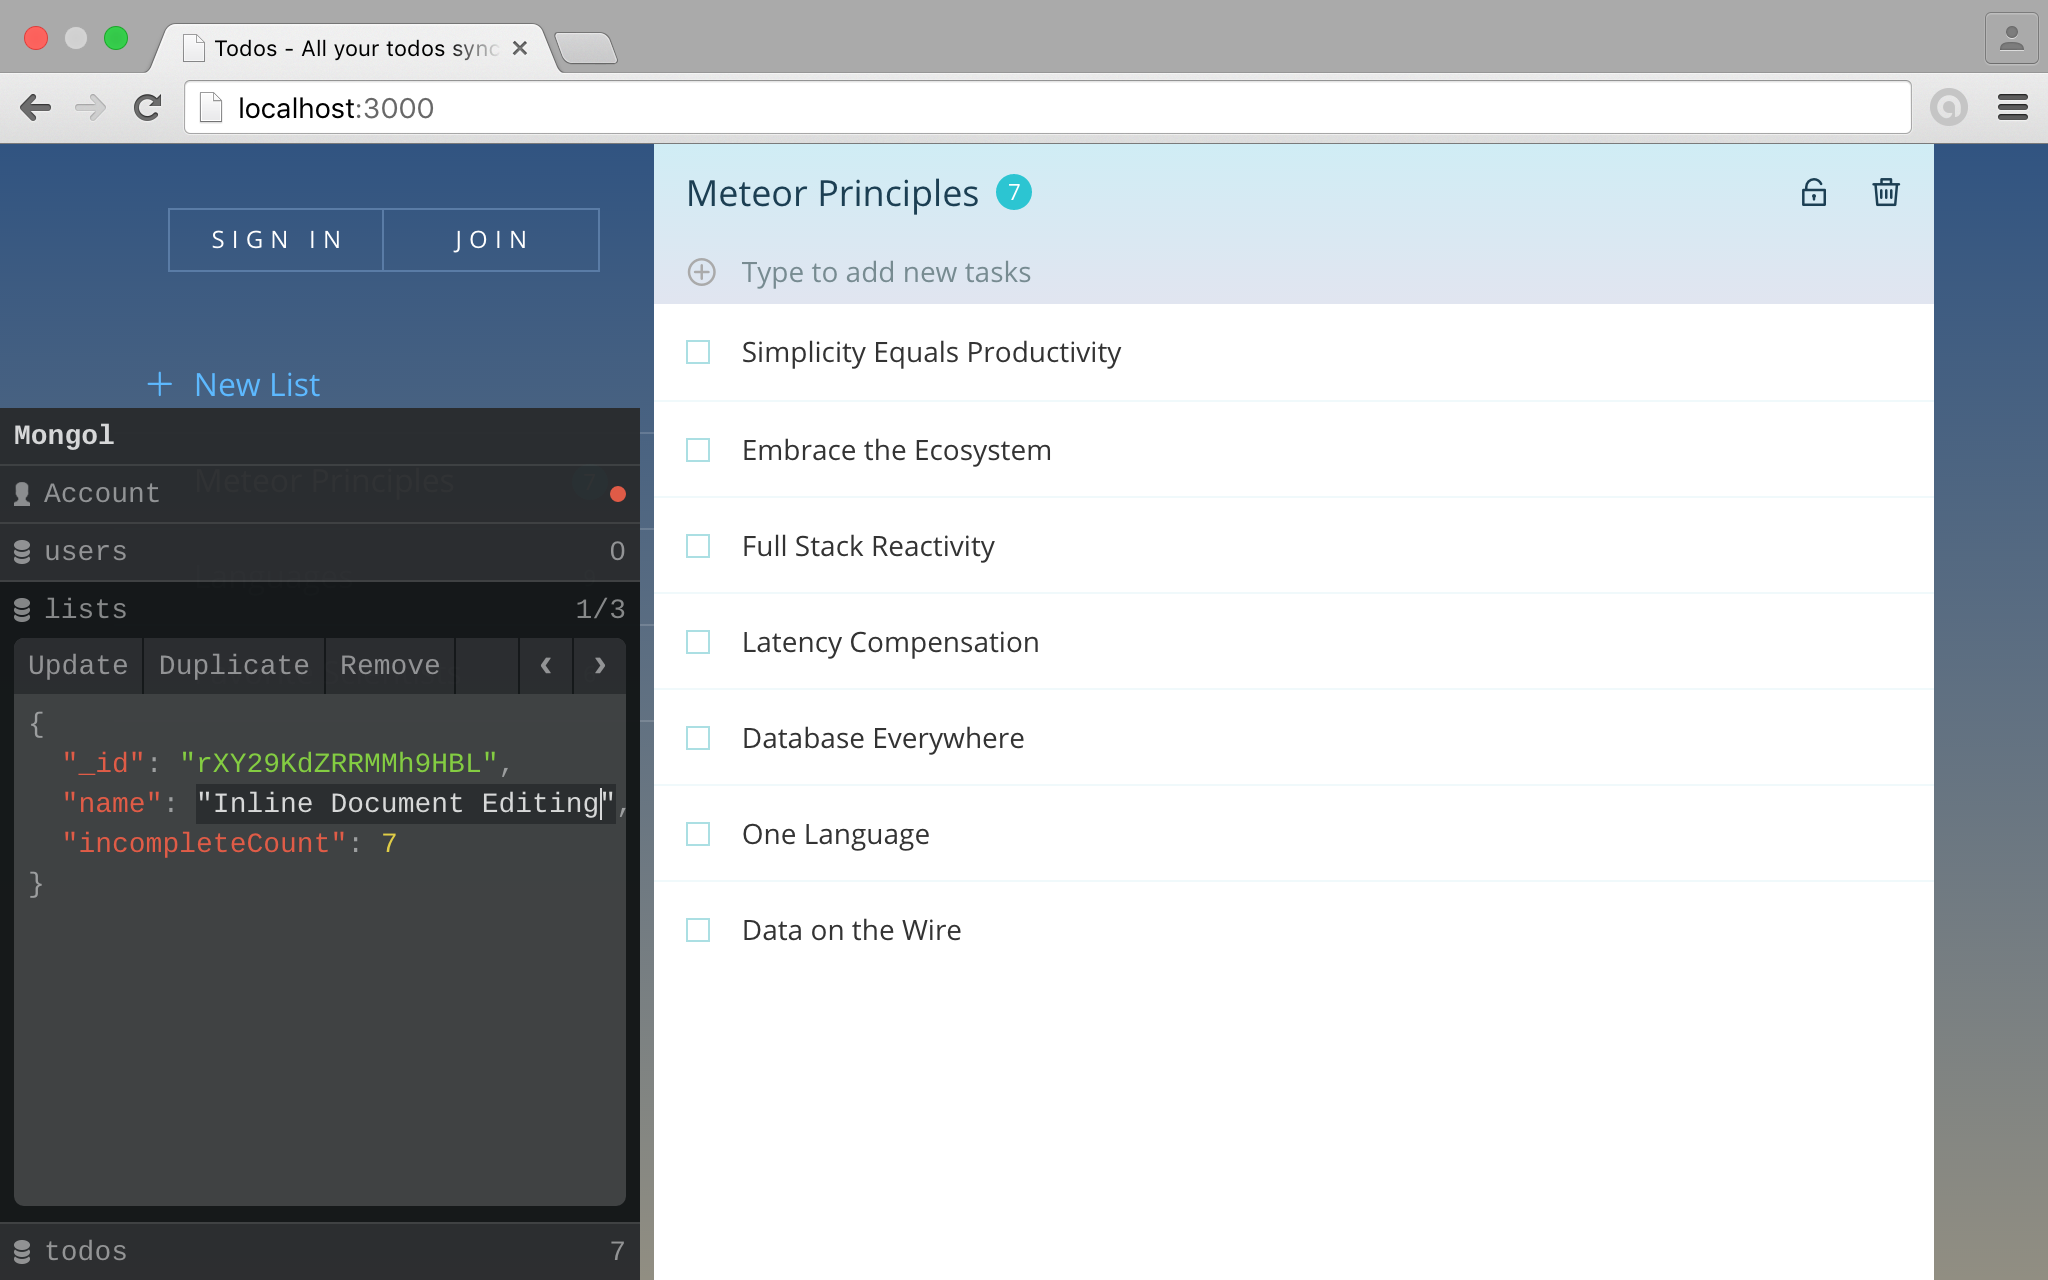 Todos - All your todos sync
localhost:3000
SIGN IN
JOIN
New List
Mongol
Meteor Principles
Account
users 0
lists 1/3
Update Duplicate Remove ‹ ›
{
"_id": "rXY29KdZRRMMh9HBL",
"name": "Inline Document Editing",
"incompleteCount": 7
}
todos 7
Meteor Principles 7
Type to add new tasks
Simplicity Equals Productivity
Embrace the Ecosystem
Full Stack Reactivity
Latency Compensation
Database Everywhere
One Language
Data on the Wire